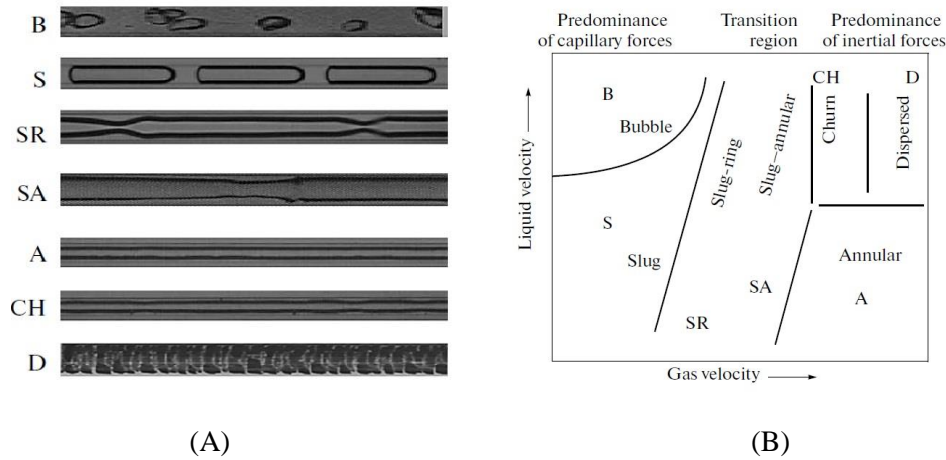 B
S
SR
SA
A
CH
D
(A)
Predominance
of capillary forces
Transition
region
Predominance
of inertial forces
Liquid velocity
B
Bubble
S
Slug
Slug-ring
SR
Slug–annular
SA
CH
Churn
D
Dispersed
Annular
A
Gas velocity
(B)